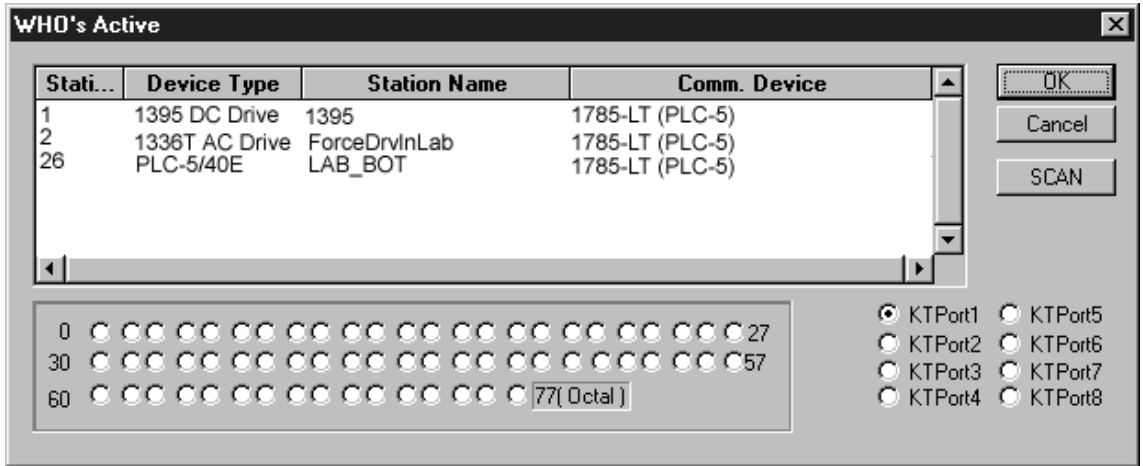 WHO's Active
Stati... Device Type Station Name Comm. Device
1 1395 DC Drive 1395 1785-LT (PLC-5)
2 1336T AC Drive ForceDrvInLab 1785-LT (PLC-5)
26 PLC-5/40E LAB_BOT 1785-LT (PLC-5)
OK
Cancel
SCAN
0 27
30 57
60 77( Octal )
KTPort1 KTPort5
KTPort2 KTPort6
KTPort3 KTPort7
KTPort4 KTPort8